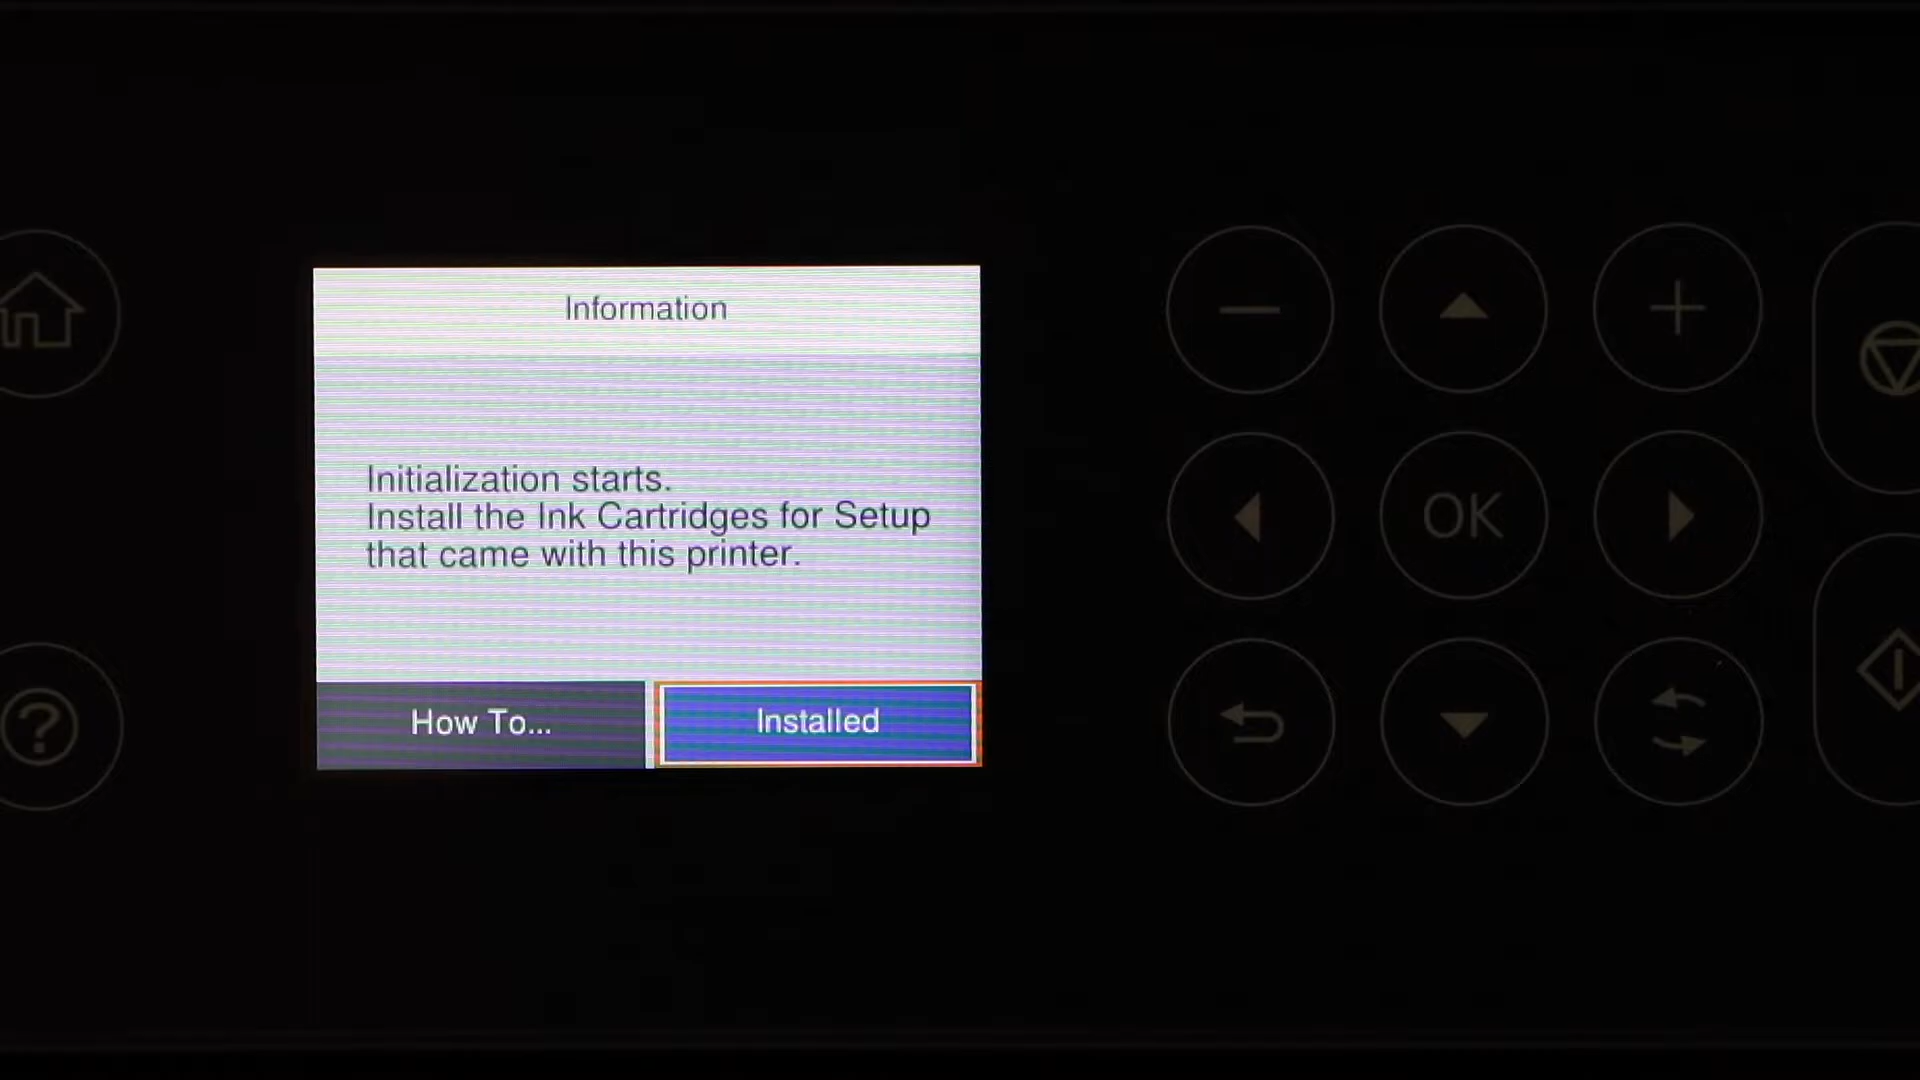 Information
Initialization starts.
Install the Ink Cartridges for Setup
that came with this printer.
How To...
Installed
OK
?